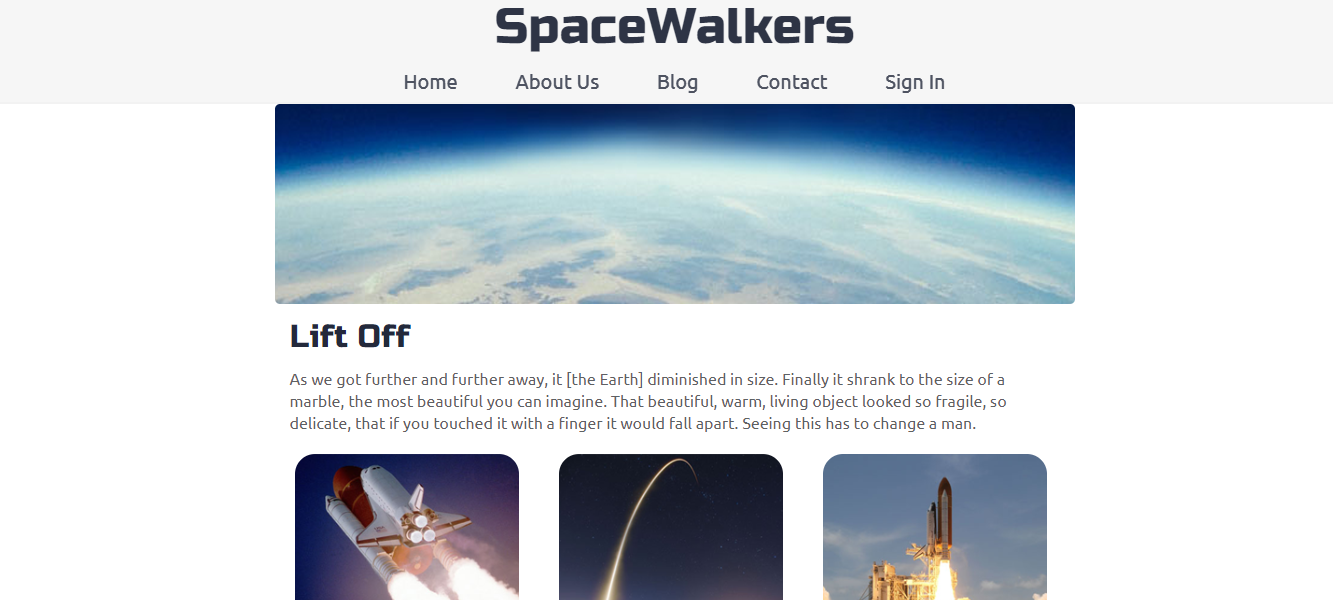 SpaceWalkers
Home About Us Blog Contact Sign In
Lift Off
As we got further and further away, it [the Earth] diminished in size. Finally it shrank to the size of a
marble, the most beautiful you can imagine. That beautiful, warm, living object looked so fragile, so
delicate, that if you touched it with a finger it would fall apart. Seeing this has to change a man.